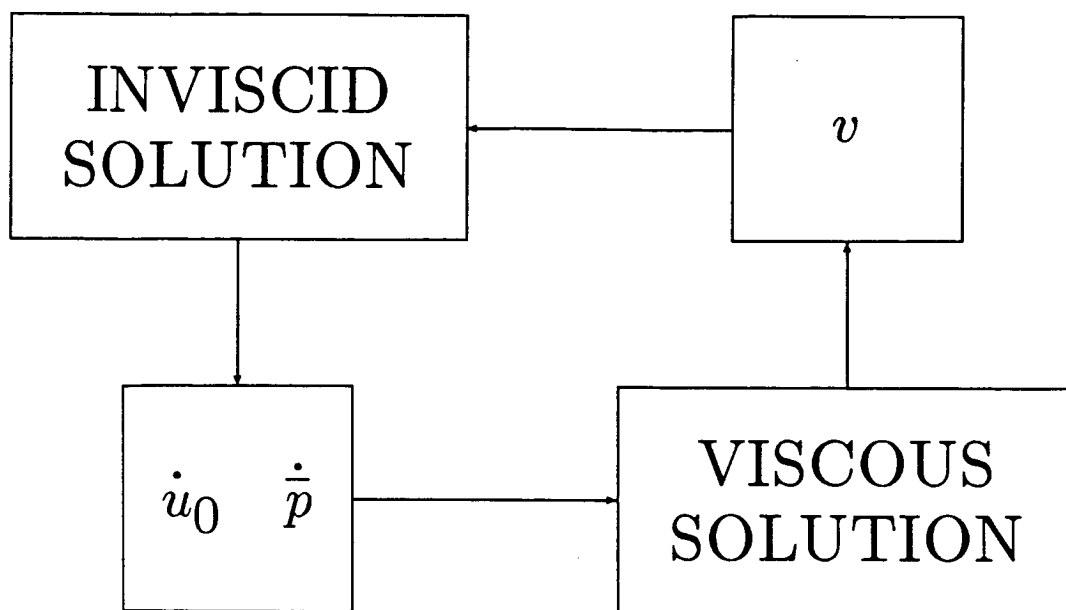 INVISCID
SOLUTION
v
u̇₀ ṗ̄
VISCOUS
SOLUTION